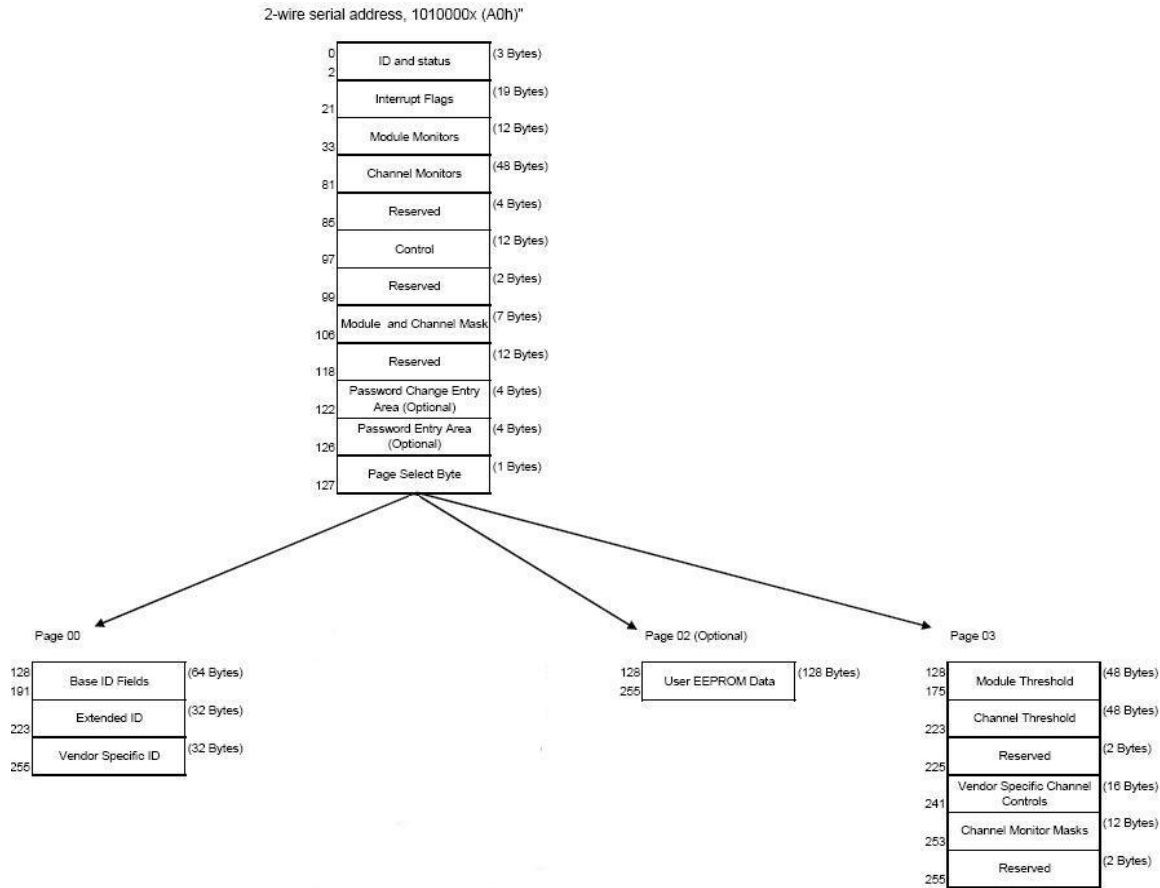 2-wire serial address, 1010000x (A0h)"
0
2
ID and status
(3 Bytes)
21
Interrupt Flags
(19 Bytes)
33
Module Monitors
(12 Bytes)
81
Channel Monitors
(48 Bytes)
85
Reserved
(4 Bytes)
97
Control
(12 Bytes)
99
Reserved
(2 Bytes)
106
Module and Channel Mask
(7 Bytes)
118
Reserved
(12 Bytes)
122
Password Change Entry
Area (Optional)
(4 Bytes)
126
Password Entry Area
(Optional)
(4 Bytes)
127
Page Select Byte
(1 Bytes)
Page 00
128
191
Base ID Fields
(64 Bytes)
223
Extended ID
(32 Bytes)
255
Vendor Specific ID
(32 Bytes)
Page 02 (Optional)
128
255
User EEPROM Data
(128 Bytes)
Page 03
128
175
Module Threshold
(48 Bytes)
223
Channel Threshold
(48 Bytes)
225
Reserved
(2 Bytes)
241
Vendor Specific Channel
Controls
(16 Bytes)
253
Channel Monitor Masks
(12 Bytes)
255
Reserved
(2 Bytes)